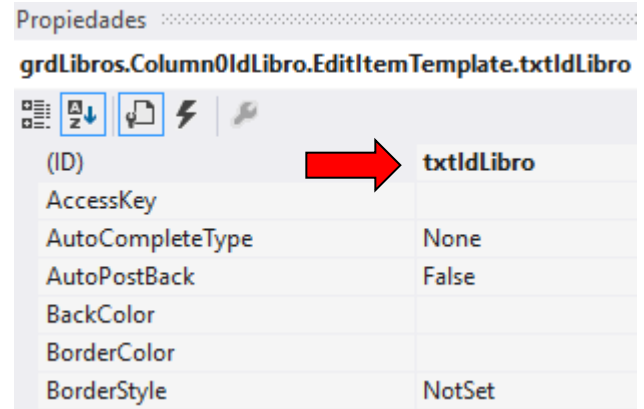 Propiedades
grdLibros.Column0IdLibro.EditItemTemplate.txtIdLibro
(ID) txtIdLibro
AccessKey
AutoCompleteType None
AutoPostBack False
BackColor
BorderColor
BorderStyle NotSet